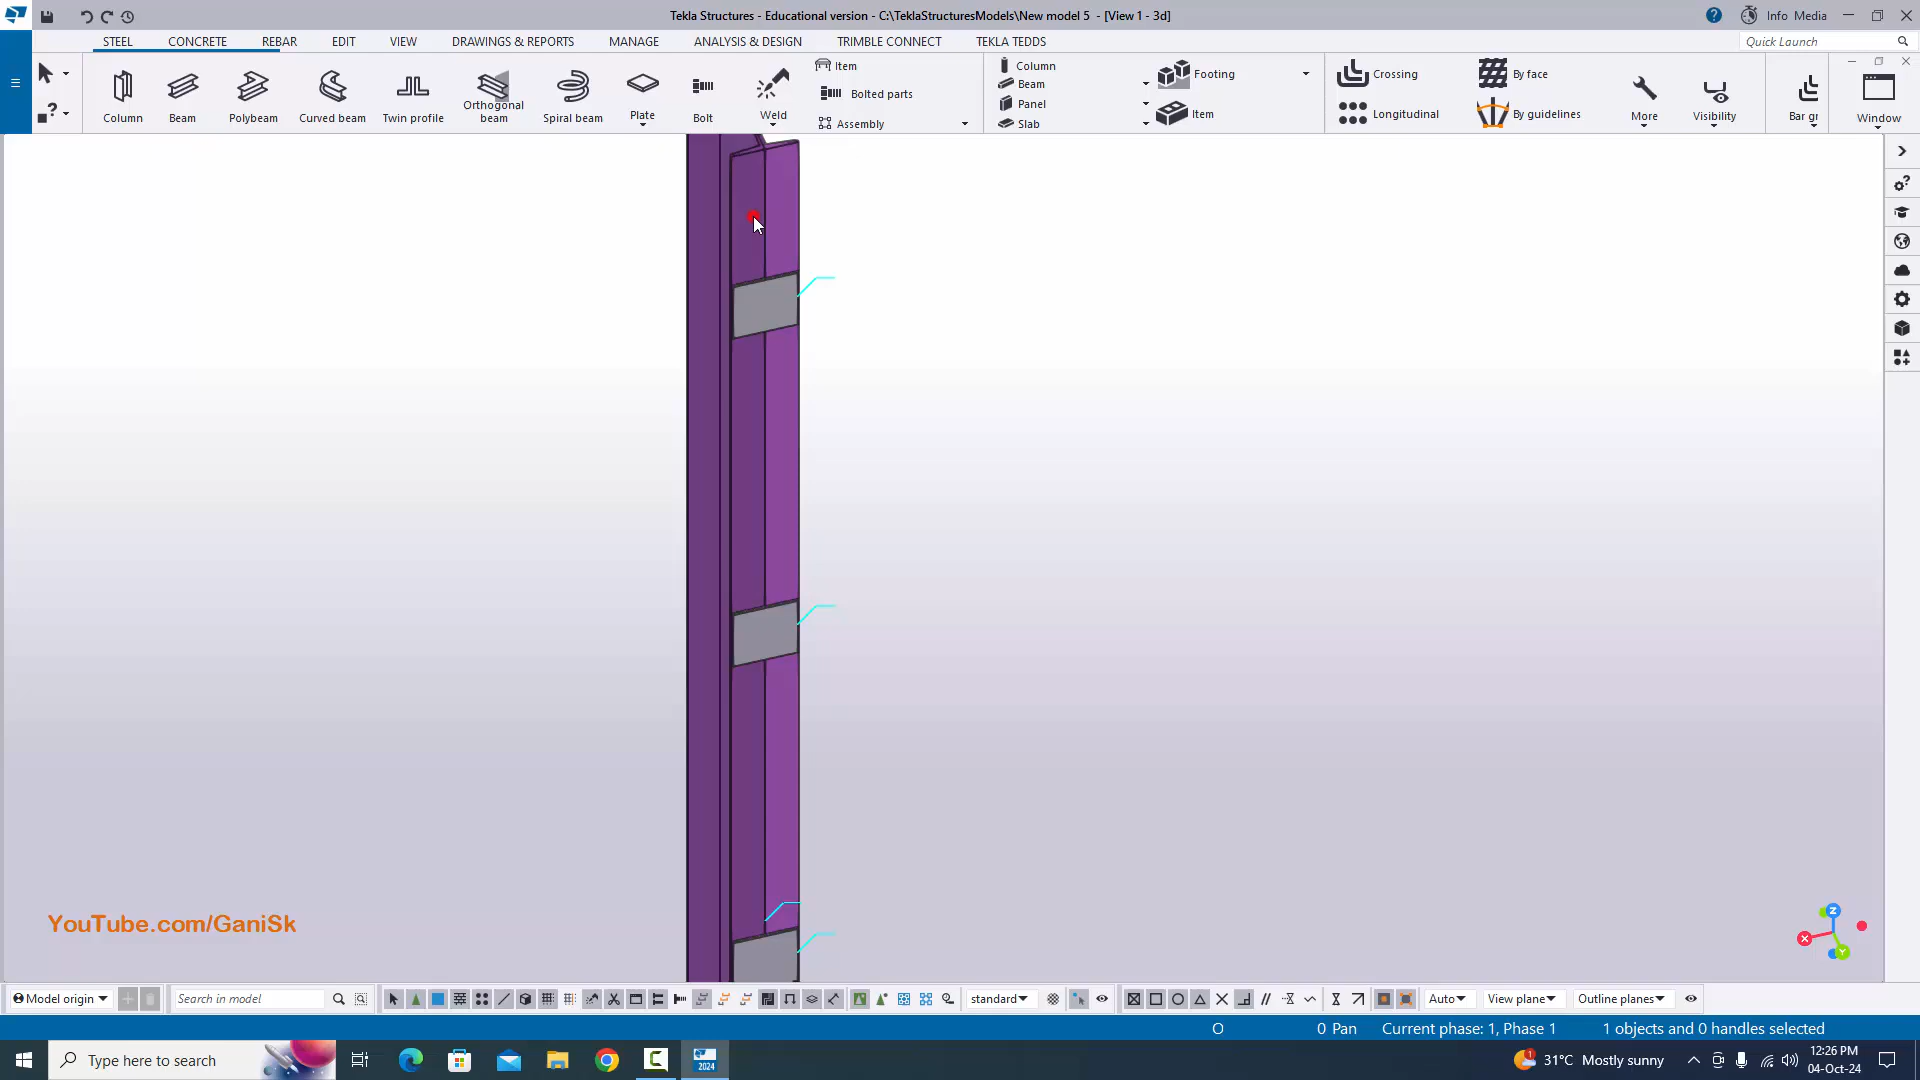 Tekla Structures - Educational version - C:\TeklaStructuresModels\New model 5 - [View 1 - 3d]
Info Media
STEEL CONCRETE REBAR EDIT VIEW DRAWINGS & REPORTS MANAGE ANALYSIS & DESIGN TRIMBLE CONNECT TEKLA TEDDS
Quick Launch
Column
Beam
Polybeam
Curved beam
Twin profile
Orthogonal
beam
Spiral beam
Plate
Bolt
Weld
Item
Bolted parts
Assembly
Column
Beam
Panel
Slab
Footing
Item
Crossing
Longitudinal
By face
By guidelines
More
Visibility
Bar gr
Window
YouTube.com/GaniSk
Z
X
Y
Model origin
Search in model
standard
Auto
View plane
Outline planes
O
0 Pan
Current phase: 1, Phase 1
1 objects and 0 handles selected
Type here to search
2024
1
31°C Mostly sunny
12:26 PM
04-Oct-24